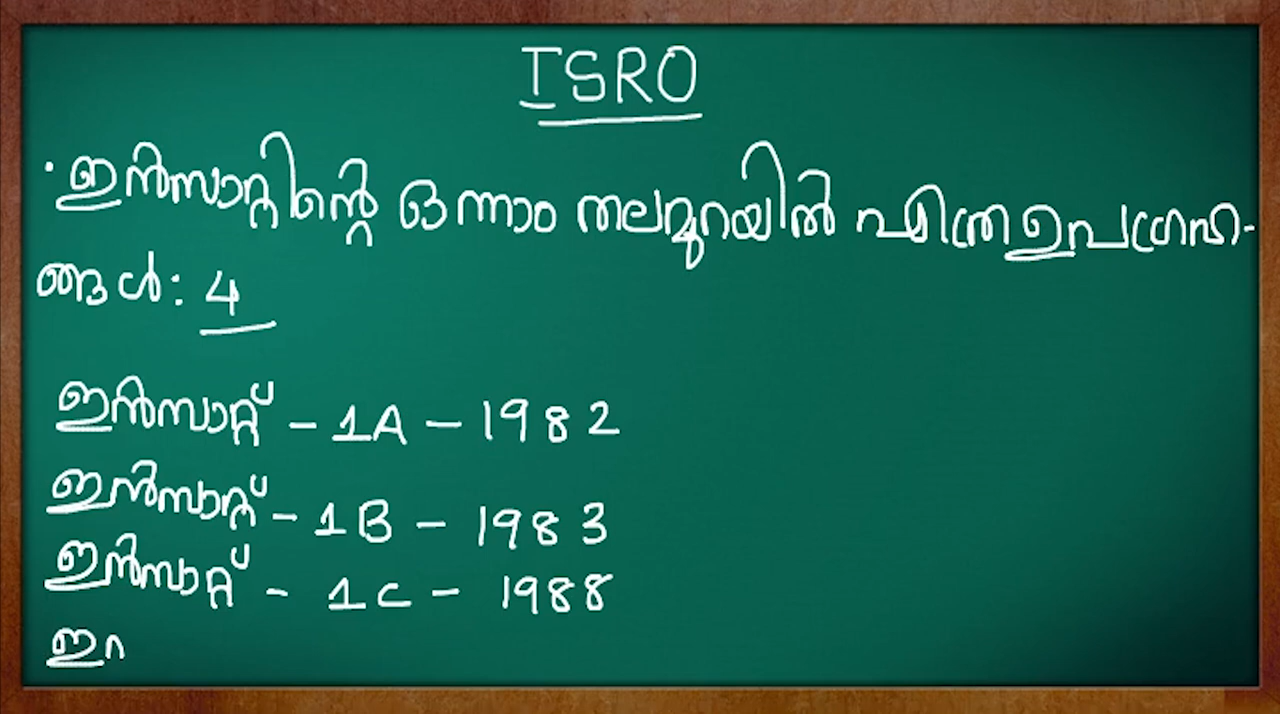 ISRO
· ഇൻസാറ്റിന്റെ ഒന്നാം തലമുറയിൽ എത്ര ഉപഗ്രഹ-
ങ്ങൾ: 4
ഇൻസാറ്റ് - 1A - 1982
ഇൻസാറ്റ് - 1B - 1983
ഇൻസാറ്റ് - 1C - 1988
ഇ